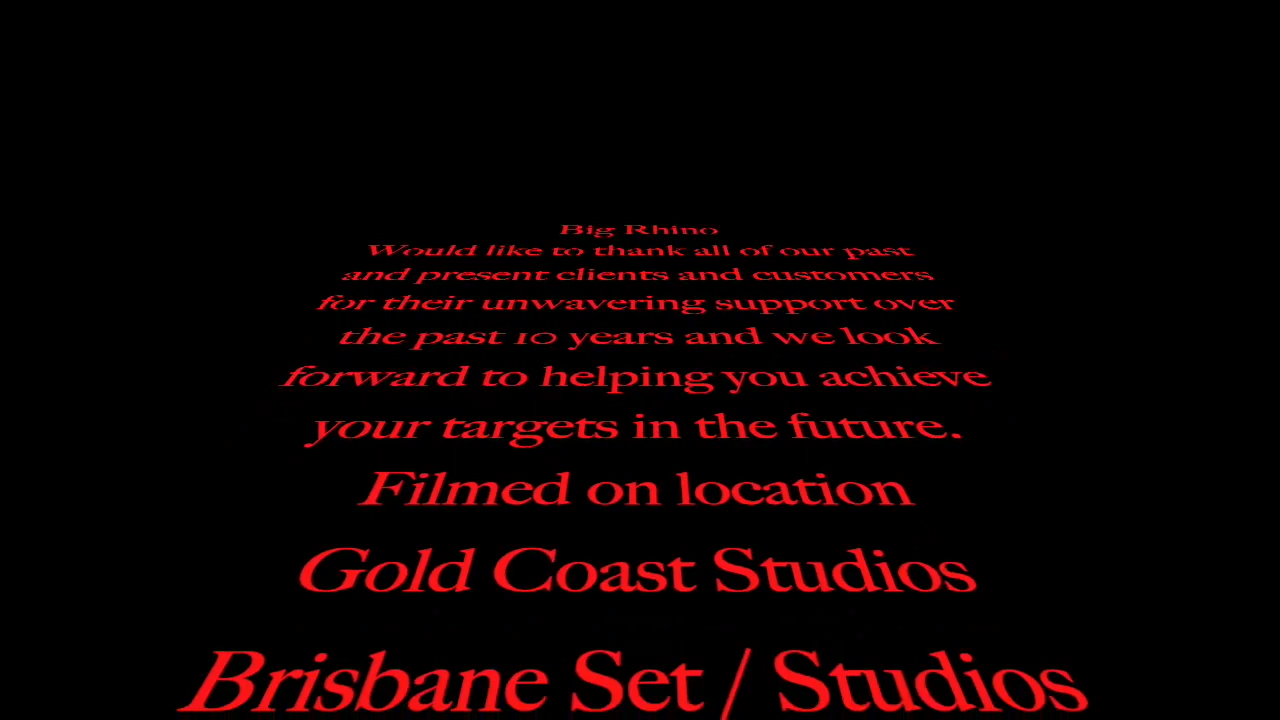 Big Rhino
Would like to thank all of our past
and present clients and customers
for their unwavering support over
the past 10 years and we look
forward to helping you achieve
your targets in the future.
Filmed on location
Gold Coast Studios
Brisbane Set / Studios